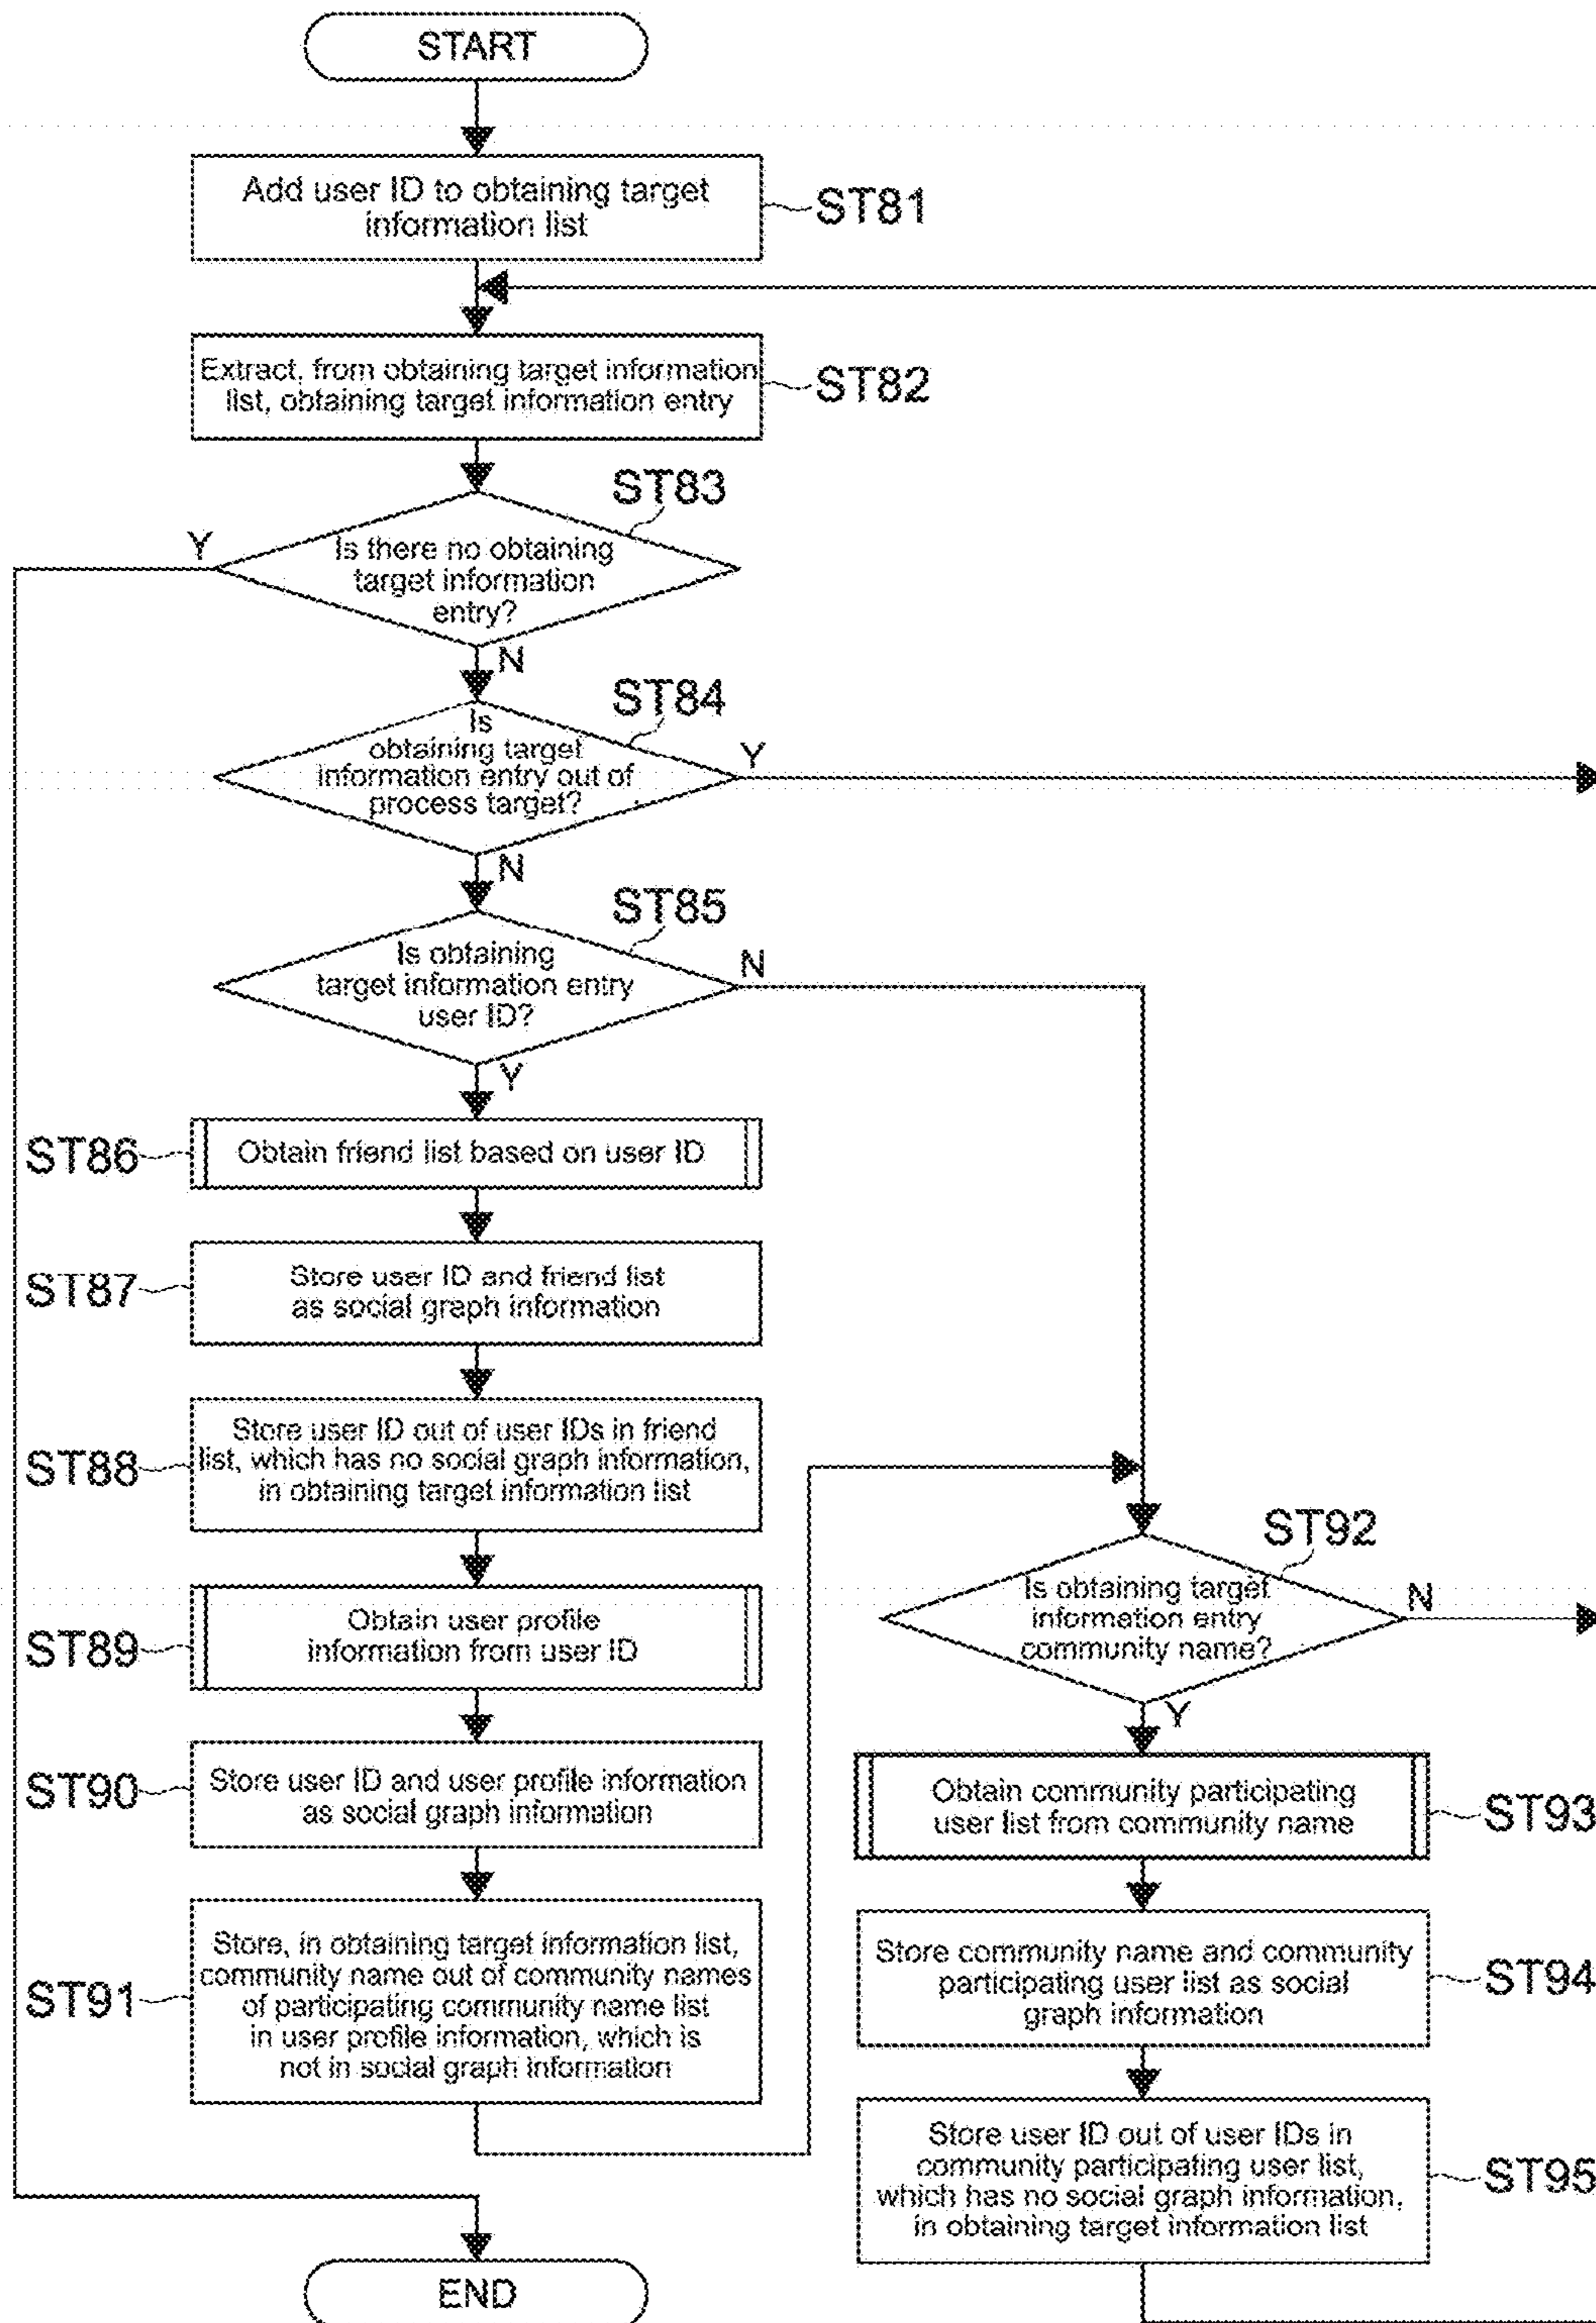 START
Add user ID to obtaining target
information list
ST81
Extract, from obtaining target information
list, obtaining target information entry
ST82
ST83
Y
Is there no obtaining
target information
entry?
N
ST84
Is
obtaining target
information entry out of
process target?
Y
N
ST85
Is obtaining
target information entry
user ID?
N
Y
ST86
Obtain friend list based on user ID
ST87
Store user ID and friend list
as social graph information
ST88
Store user ID out of user IDs in friend
list, which has no social graph information,
in obtaining target information list
ST89
Obtain user profile
information from user ID
ST90
Store user ID and user profile information
as social graph information
ST91
Store, in obtaining target information list,
community name out of community names
of participating community name list
in user profile information, which is
not in social graph information
ST92
Is obtaining target
information entry
community name?
N
Y
Obtain community participating
user list from community name
ST93
Store community name and community
participating user list as social
graph information
ST94
Store user ID out of user IDs in
community participating user list,
which has no social graph information,
in obtaining target information list
ST95
END